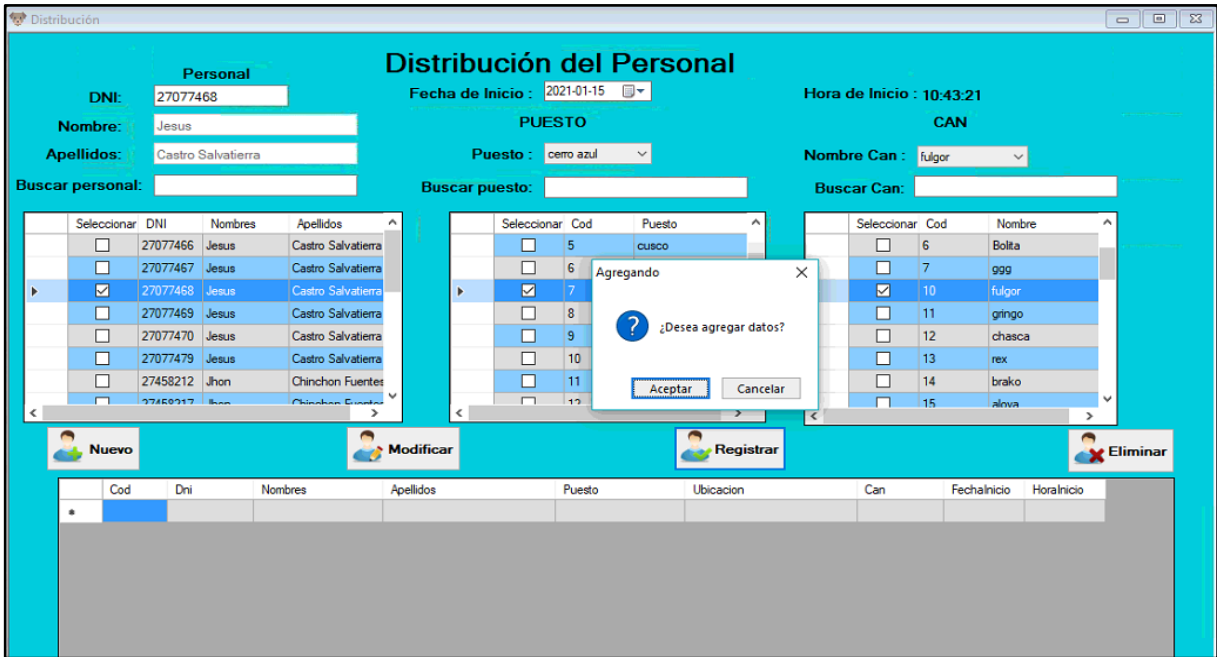 Distribución
Distribución del Personal
Personal
DNI: 27077468
Fecha de Inicio : 2021-01-15
Hora de Inicio : 10:43:21
Nombre: Jesus
PUESTO
CAN
Apellidos: Castro Salvatierra
Puesto : cerro azul
Nombre Can : fulgor
Buscar personal:
Buscar puesto:
Buscar Can:
Seleccionar DNI Nombres Apellidos
27077466 Jesus Castro Salvatierra
27077467 Jesus Castro Salvatierra
27077468 Jesus Castro Salvatierra
27077469 Jesus Castro Salvatierra
27077470 Jesus Castro Salvatierra
27077479 Jesus Castro Salvatierra
27458212 Jhon Chinchon Fuentes
27458217 Jhon Chinchon Fuentes
Seleccionar Cod Puesto
5 cusco
6
7
8
9
10
11
12
Agregando
¿Desea agregar datos?
Aceptar Cancelar
Seleccionar Cod Nombre
6 Bolita
7 ggg
10 fulgor
11 gringo
12 chasca
13 rex
14 brako
15
Nuevo
Modificar
Registrar
Eliminar
Cod Dni Nombres Apellidos Puesto Ubicacion Can FechaInicio HoraInicio